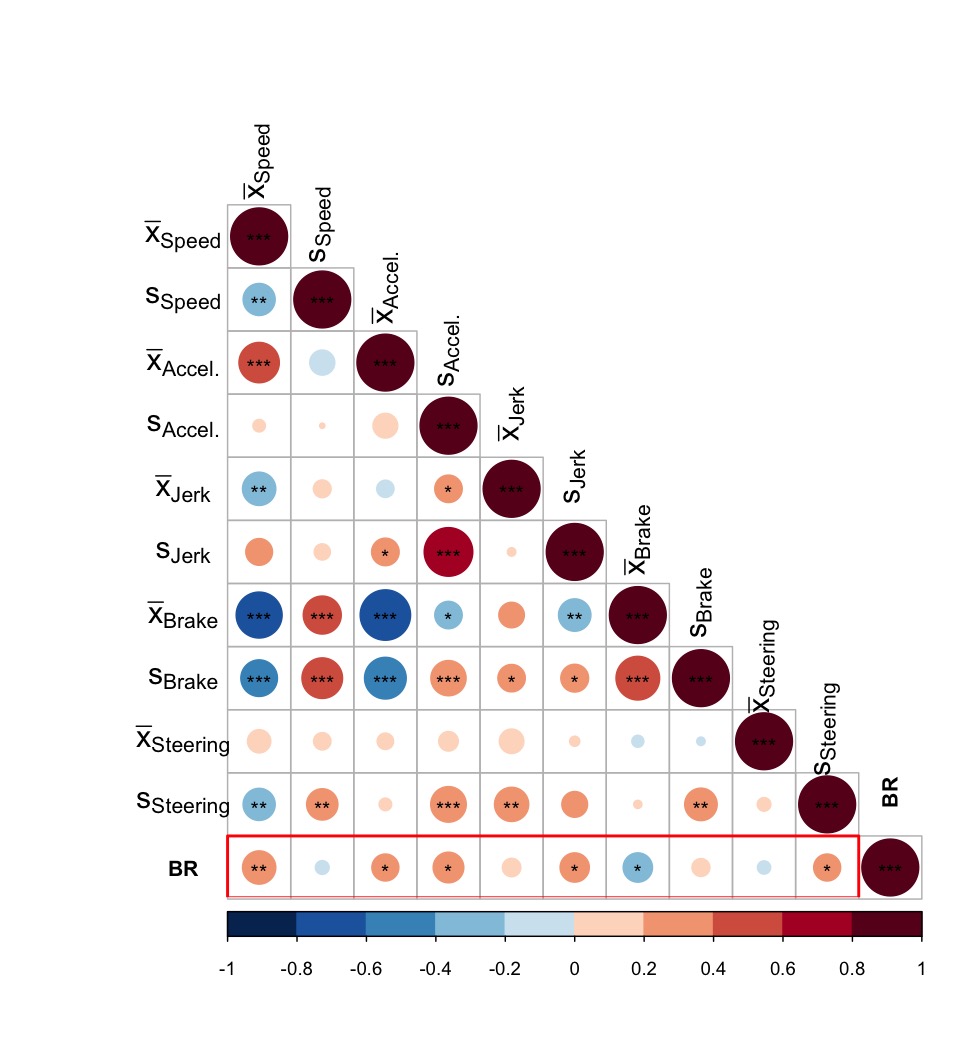 x̅Speed
sSpeed
x̅Accel.
sAccel.
x̅Jerk
sJerk
x̅Brake
sBrake
x̅Steering
sSteering
BR
x̅Speed ***
sSpeed ** ***
x̅Accel. *** ***
sAccel. ***
x̅Jerk ** * ***
sJerk * *** ***
x̅Brake *** *** *** * ** ***
sBrake *** *** *** *** * * *** ***
x̅Steering ***
sSteering ** ** *** ** ** ***
BR ** * * * * * ***
-1 -0.8 -0.6 -0.4 -0.2 0 0.2 0.4 0.6 0.8 1